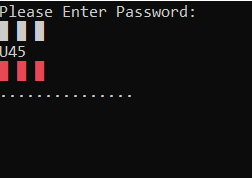 Please Enter Password:
█ █ █
U45
█ █ █
...............